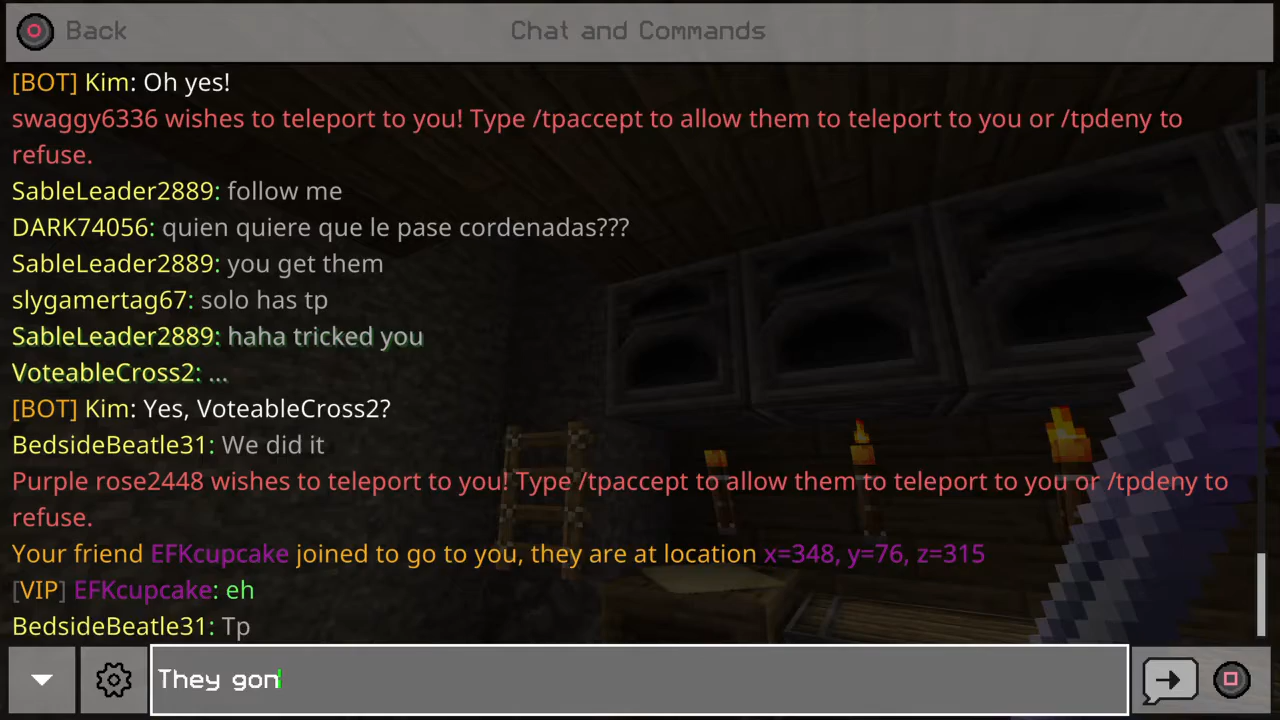 Back
Chat and Commands
[BOT] Kim: Oh yes!
swaggy6336 wishes to teleport to you! Type /tpaccept to allow them to teleport to you or /tpdeny to
refuse.
SableLeader2889: follow me
DARK74056: quien quiere que le pase cordenadas???
SableLeader2889: you get them
slygamertag67: solo has tp
SableLeader2889: haha tricked you
VoteableCross2: ...
[BOT] Kim: Yes, VoteableCross2?
BedsideBeatle31: We did it
Purple rose2448 wishes to teleport to you! Type /tpaccept to allow them to teleport to you or /tpdeny to
refuse.
Your friend EFKcupcake joined to go to you, they are at location x=348, y=76, z=315
[VIP] EFKcupcake: eh
BedsideBeatle31: Tp
They gon